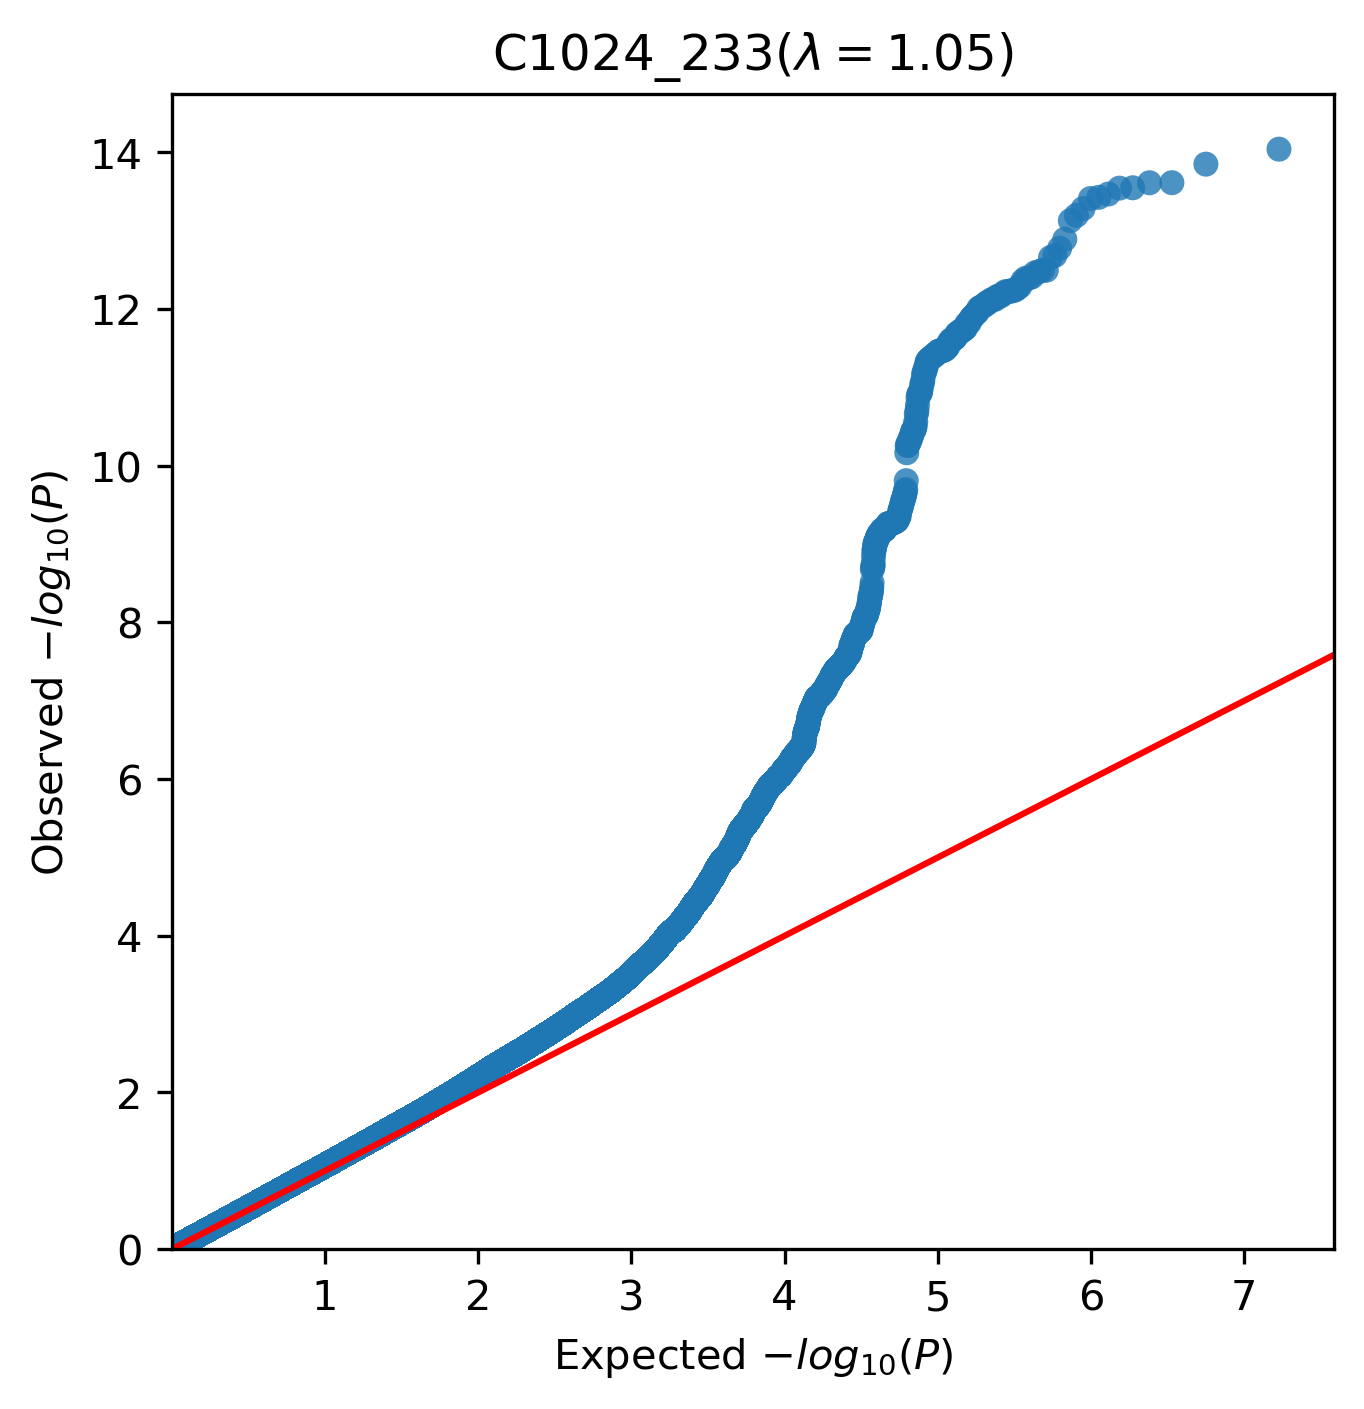 C1024_233(λ = 1.05)
14
12
10
8
6
4
2
0
Observed −log₁₀(P)
1 2 3 4 5 6 7
Expected −log₁₀(P)